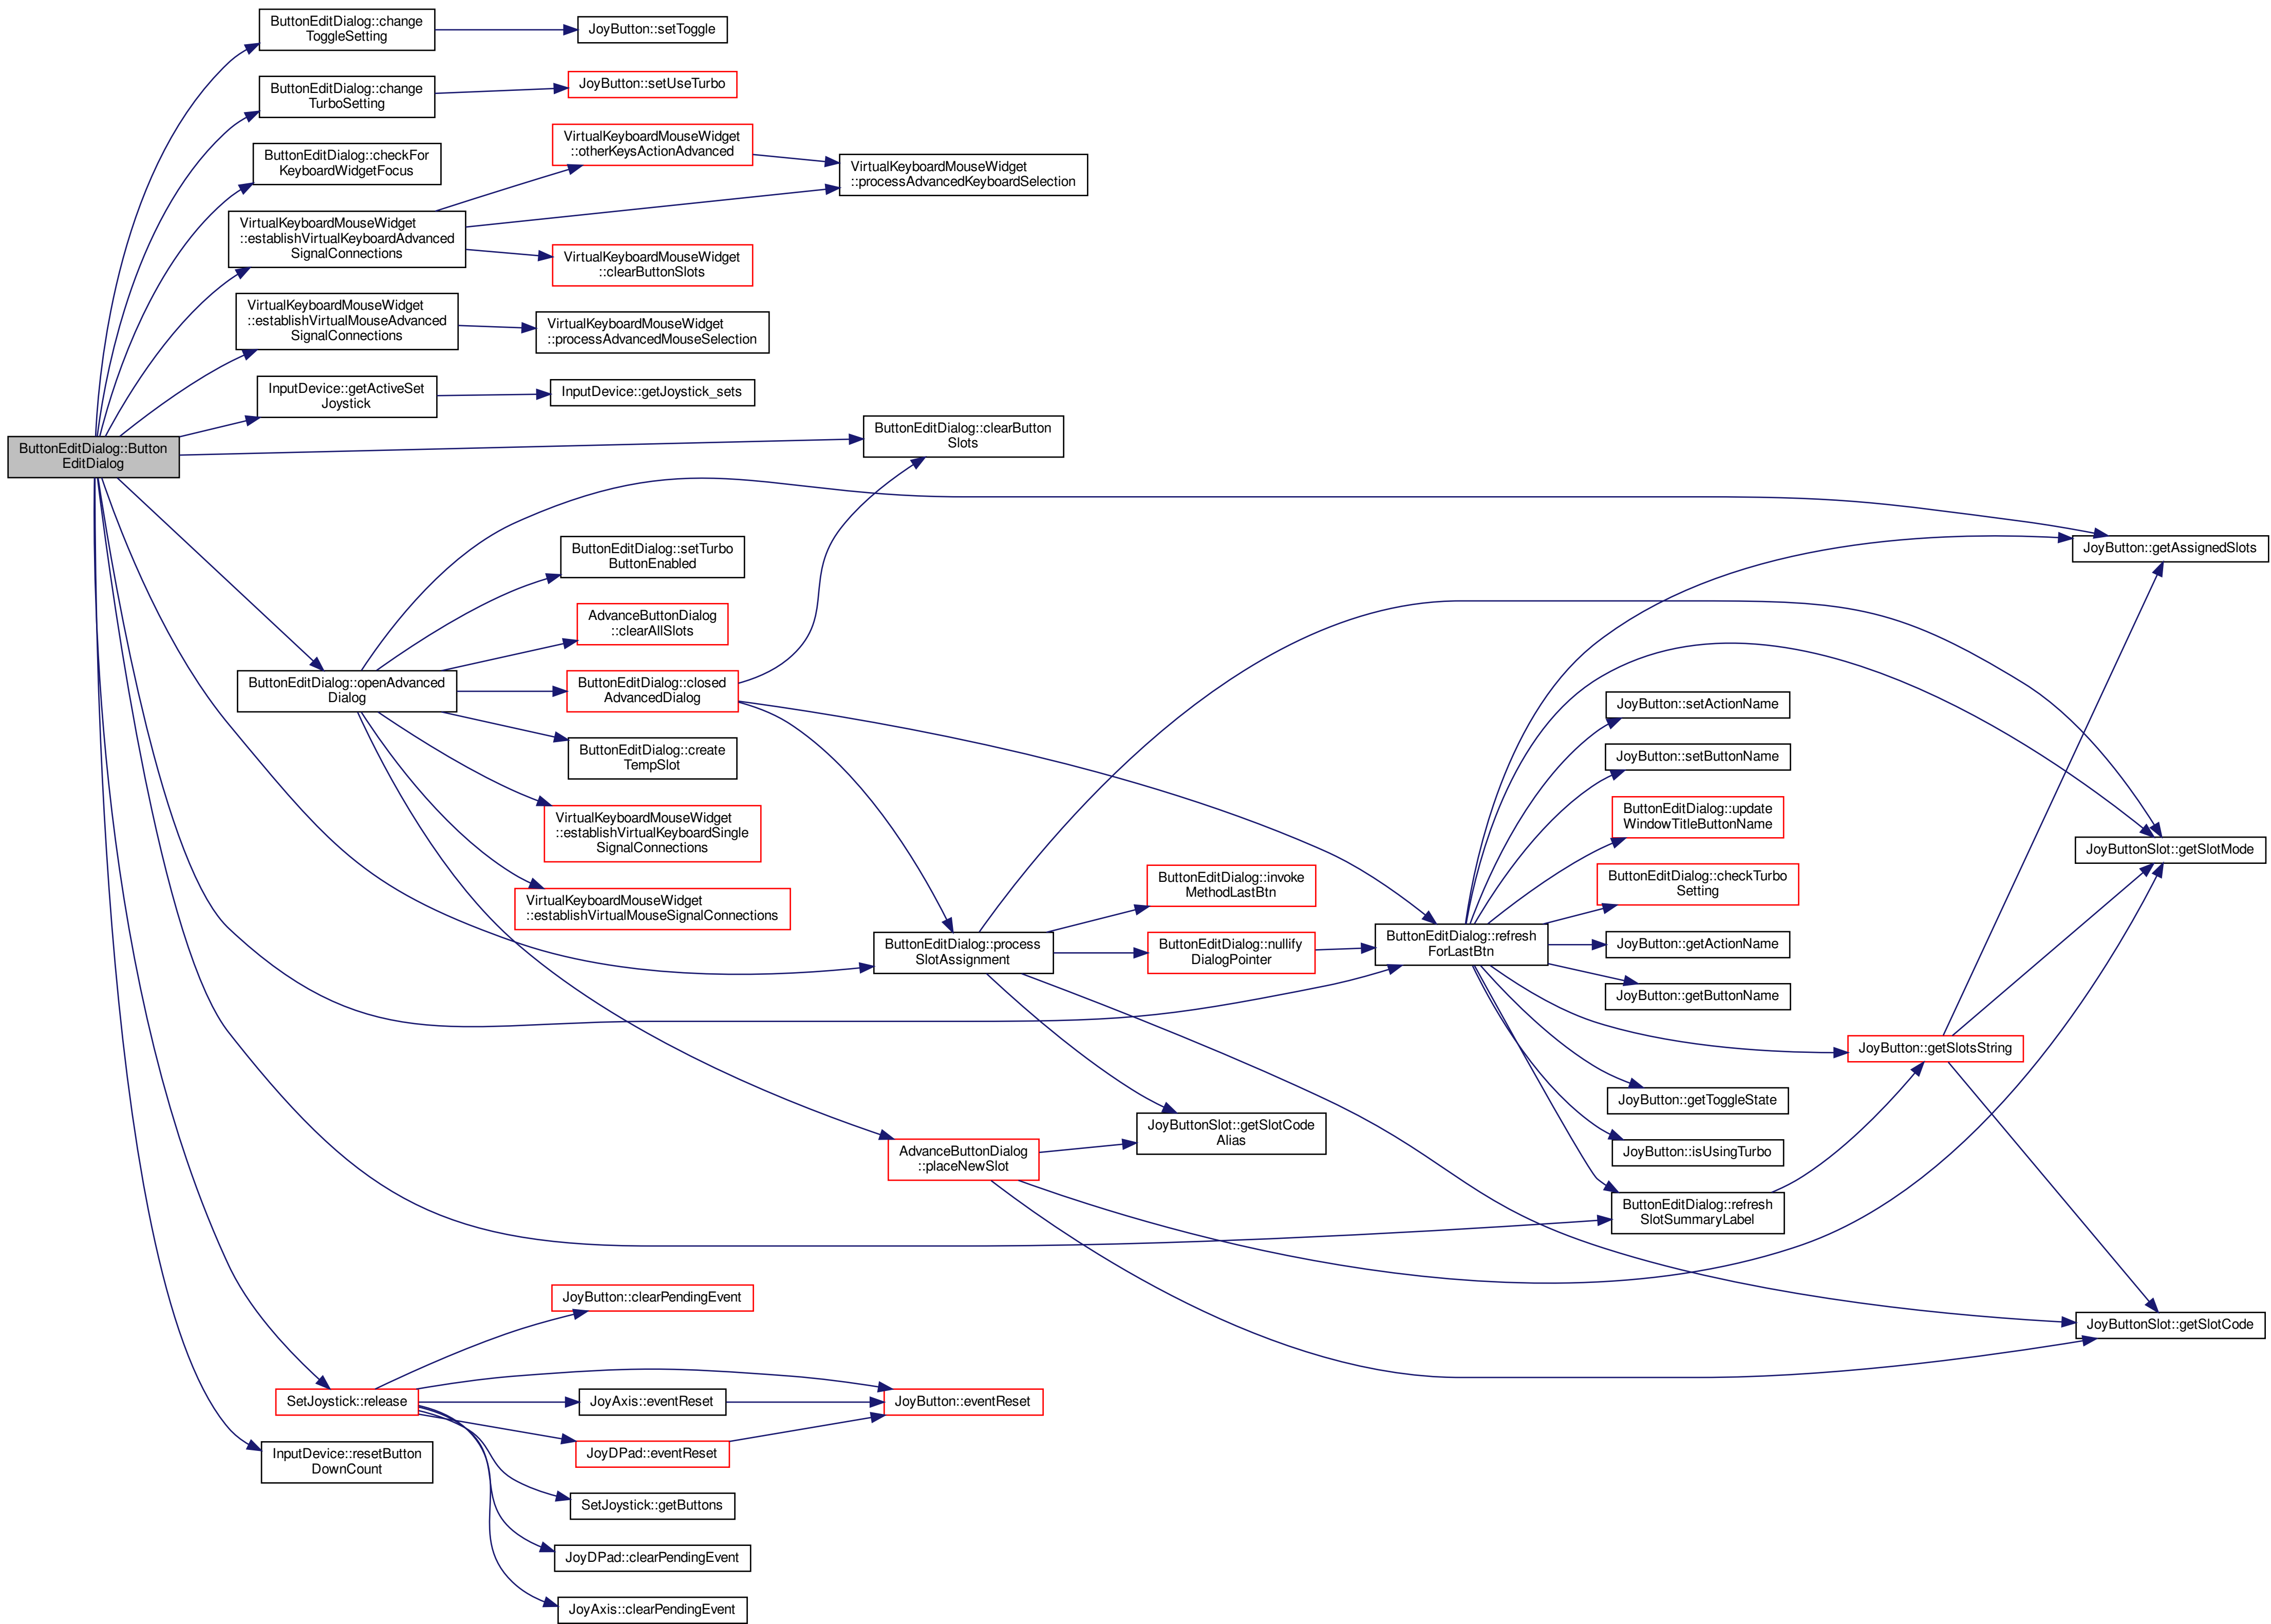 ButtonEditDialog::Button
EditDialog
ButtonEditDialog::change
ToggleSetting
JoyButton::setToggle
ButtonEditDialog::change
TurboSetting
JoyButton::setUseTurbo
ButtonEditDialog::checkFor
KeyboardWidgetFocus
VirtualKeyboardMouseWidget
::establishVirtualKeyboardAdvanced
SignalConnections
VirtualKeyboardMouseWidget
::otherKeysActionAdvanced
VirtualKeyboardMouseWidget
::processAdvancedKeyboardSelection
VirtualKeyboardMouseWidget
::clearButtonSlots
VirtualKeyboardMouseWidget
::establishVirtualMouseAdvanced
SignalConnections
VirtualKeyboardMouseWidget
::processAdvancedMouseSelection
InputDevice::getActiveSet
Joystick
InputDevice::getJoystick_sets
ButtonEditDialog::clearButton
Slots
ButtonEditDialog::openAdvanced
Dialog
ButtonEditDialog::setTurbo
ButtonEnabled
AdvanceButtonDialog
::clearAllSlots
ButtonEditDialog::closed
AdvancedDialog
ButtonEditDialog::create
TempSlot
VirtualKeyboardMouseWidget
::establishVirtualKeyboardSingle
SignalConnections
VirtualKeyboardMouseWidget
::establishVirtualMouseSignalConnections
ButtonEditDialog::process
SlotAssignment
AdvanceButtonDialog
::placeNewSlot
ButtonEditDialog::invoke
MethodLastBtn
ButtonEditDialog::nullify
DialogPointer
JoyButtonSlot::getSlotCode
Alias
ButtonEditDialog::refresh
ForLastBtn
JoyButton::setActionName
JoyButton::setButtonName
ButtonEditDialog::update
WindowTitleButtonName
ButtonEditDialog::checkTurbo
Setting
JoyButton::getActionName
JoyButton::getButtonName
JoyButton::getSlotsString
JoyButton::getToggleState
JoyButton::isUsingTurbo
ButtonEditDialog::refresh
SlotSummaryLabel
JoyButton::getAssignedSlots
JoyButtonSlot::getSlotMode
JoyButtonSlot::getSlotCode
SetJoystick::release
JoyButton::clearPendingEvent
JoyAxis::eventReset
JoyButton::eventReset
JoyDPad::eventReset
SetJoystick::getButtons
JoyDPad::clearPendingEvent
JoyAxis::clearPendingEvent
InputDevice::resetButton
DownCount